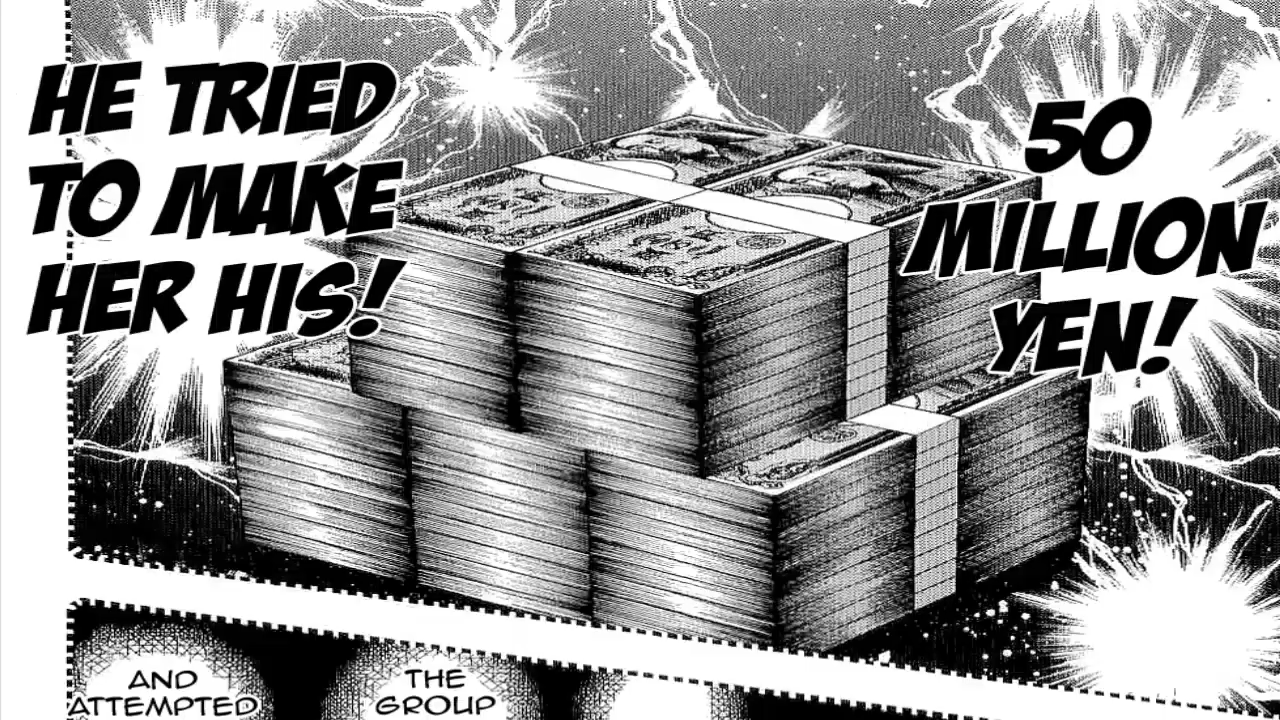 50
MILLION
YEN!
HE TRIED
TO MAKE
HER HIS!
THE
GROUP
AND
ATTEMPTED